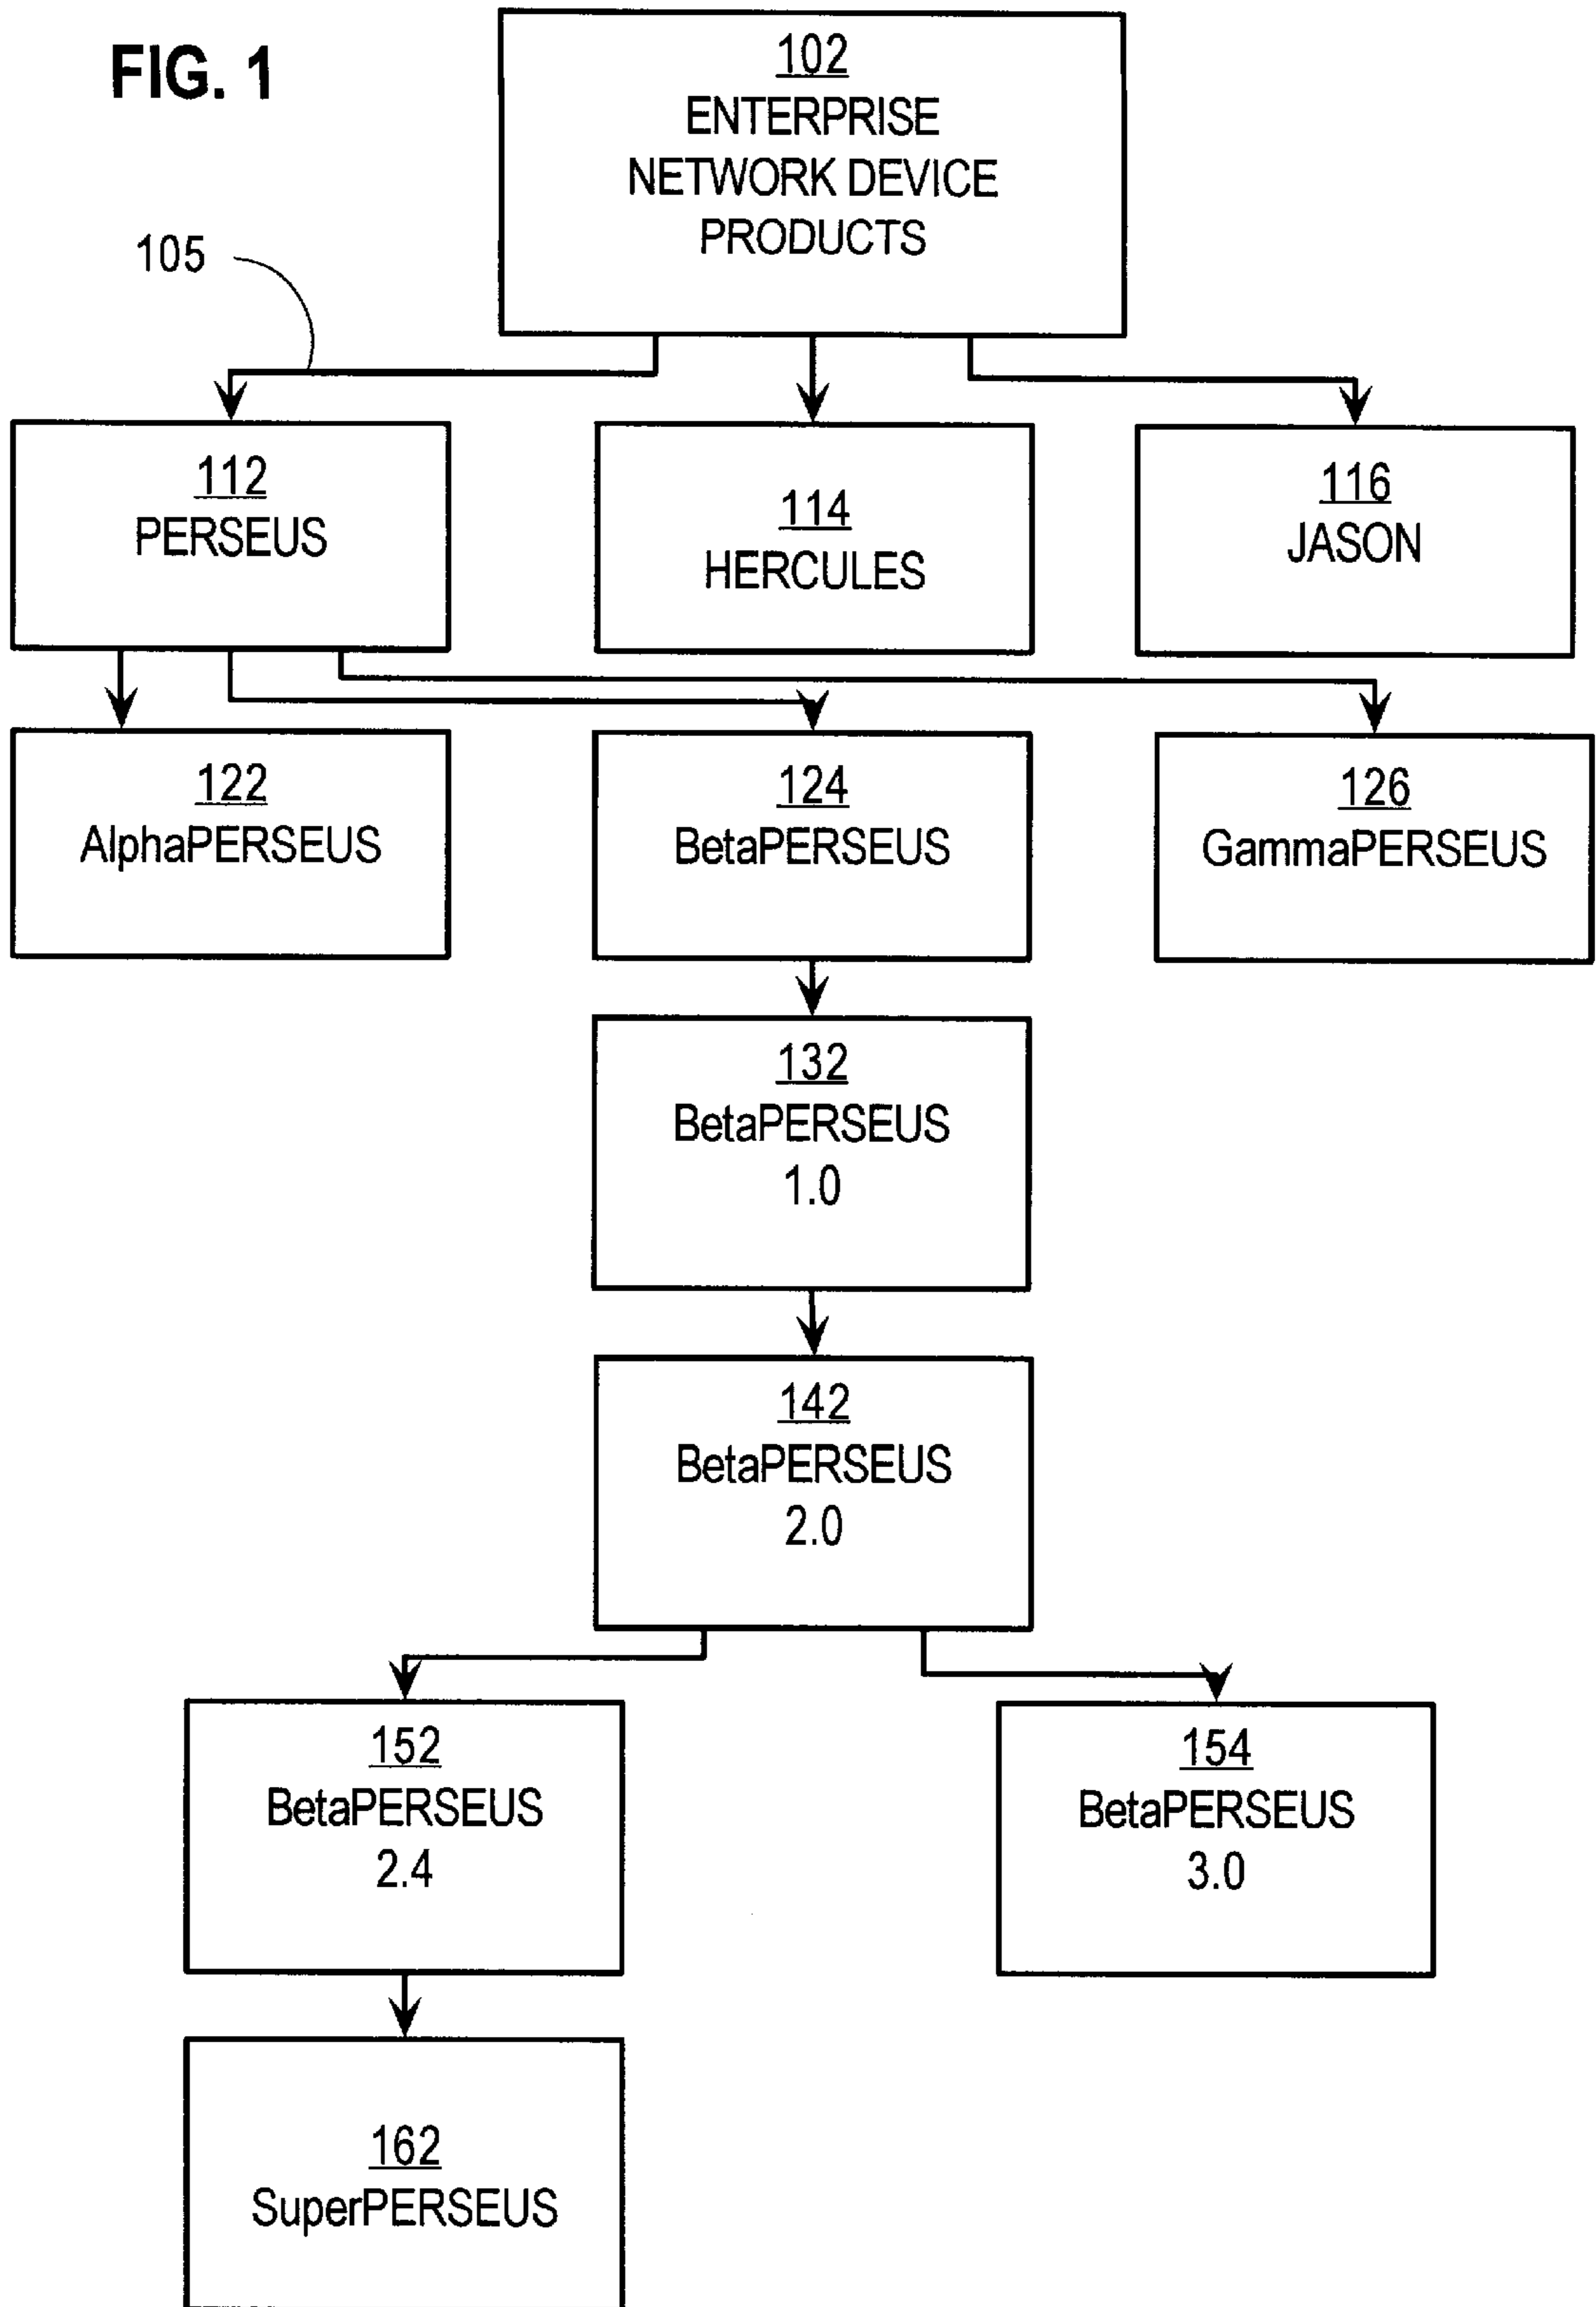 FIG. 1
102
ENTERPRISE
NETWORK DEVICE
PRODUCTS
105
112
PERSEUS
114
HERCULES
116
JASON
122
AlphaPERSEUS
124
BetaPERSEUS
126
GammaPERSEUS
132
BetaPERSEUS
1.0
142
BetaPERSEUS
2.0
152
BetaPERSEUS
2.4
154
BetaPERSEUS
3.0
162
SuperPERSEUS